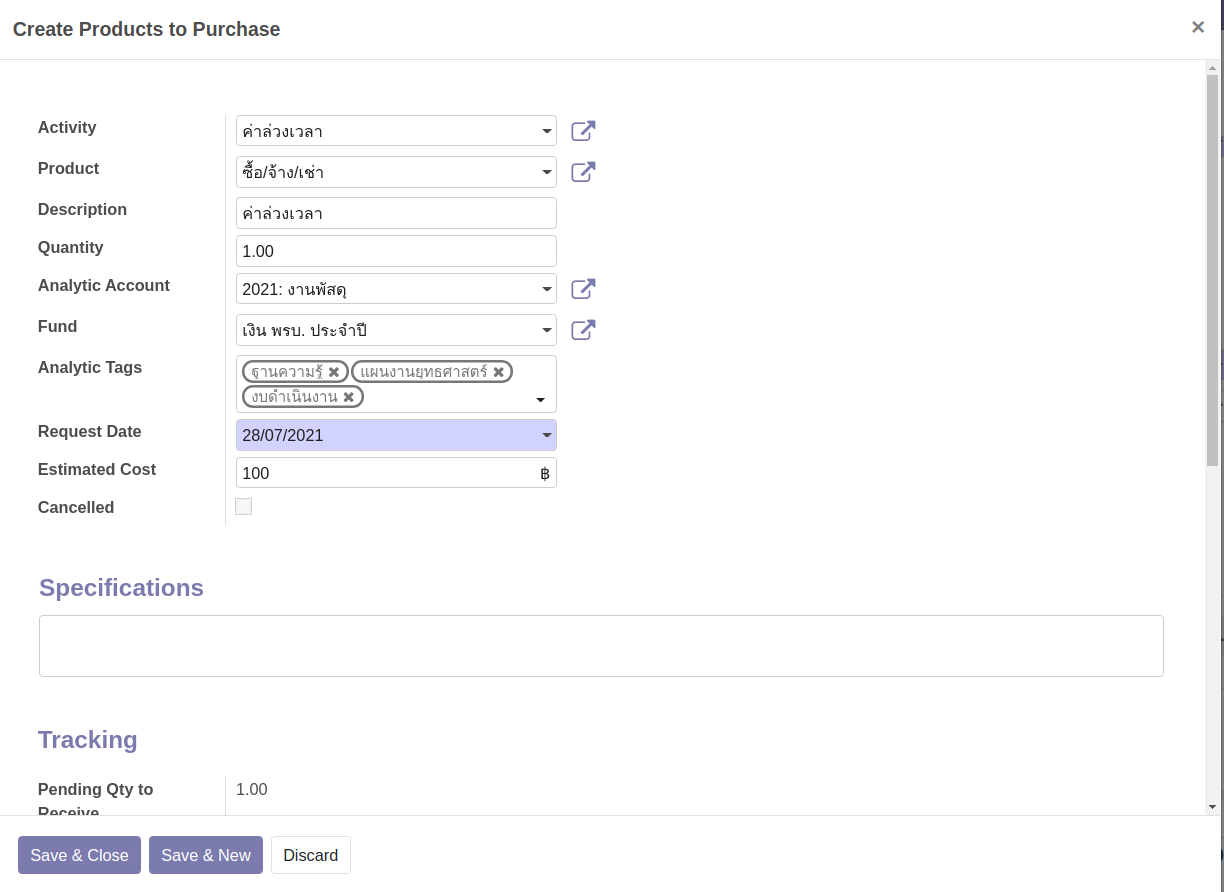 Create Products to Purchase ×
Activity ค่าล่วงเวลา
Product ซื้อ/จ้าง/เช่า
Description ค่าล่วงเวลา
Quantity 1.00
Analytic Account 2021: งานพัสดุ
Fund เงิน พรบ. ประจำปี
Analytic Tags ฐานความรู้ แผนงานยุทธศาสตร์
งบดำเนินงาน
Request Date 28/07/2021
Estimated Cost 100 ฿
Cancelled
Specifications
Tracking
Pending Qty to 1.00
Receive
Save & Close Save & New Discard